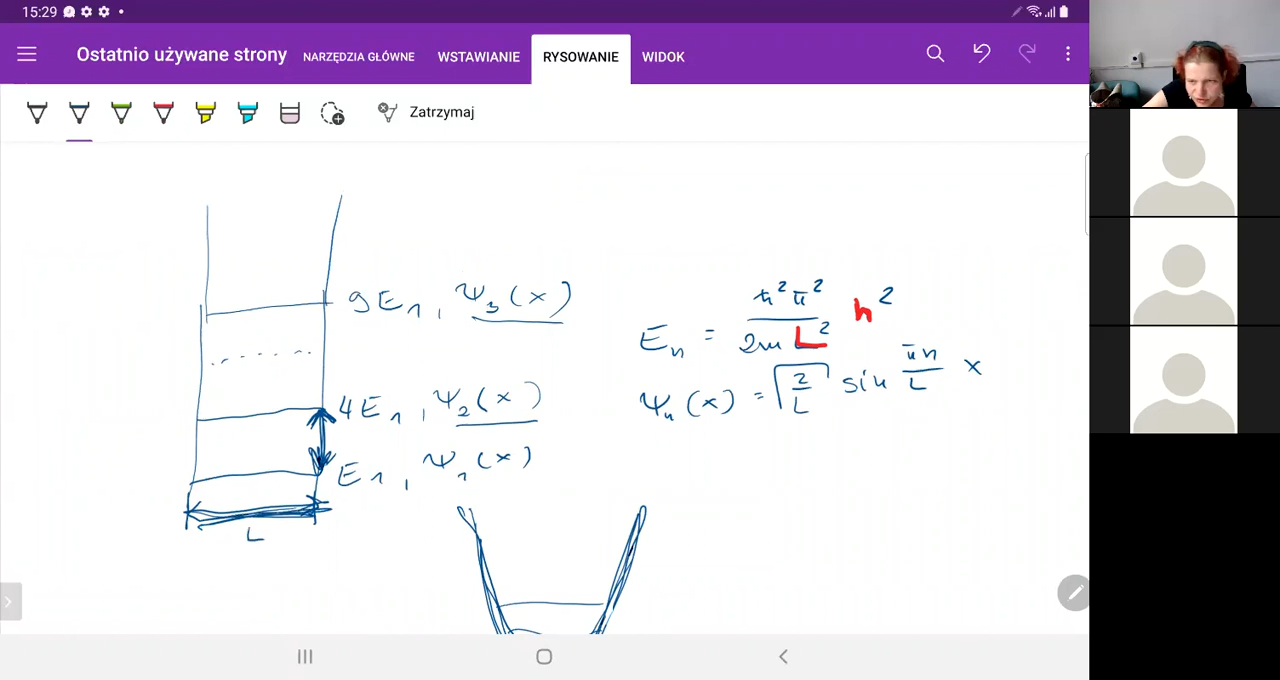 15:29
Ostatnio używane strony NARZĘDZIA GŁÓWNE WSTAWIANIE RYSOWANIE WIDOK
Zatrzymaj
9E₁, Ψ₃(x)
4E₁, Ψ₂(x)
E₁, Ψ₁(x)
L
Eₙ = ħ²π² / 2mL² n²
Ψₙ(x) = √(2/L) sin πn/L x